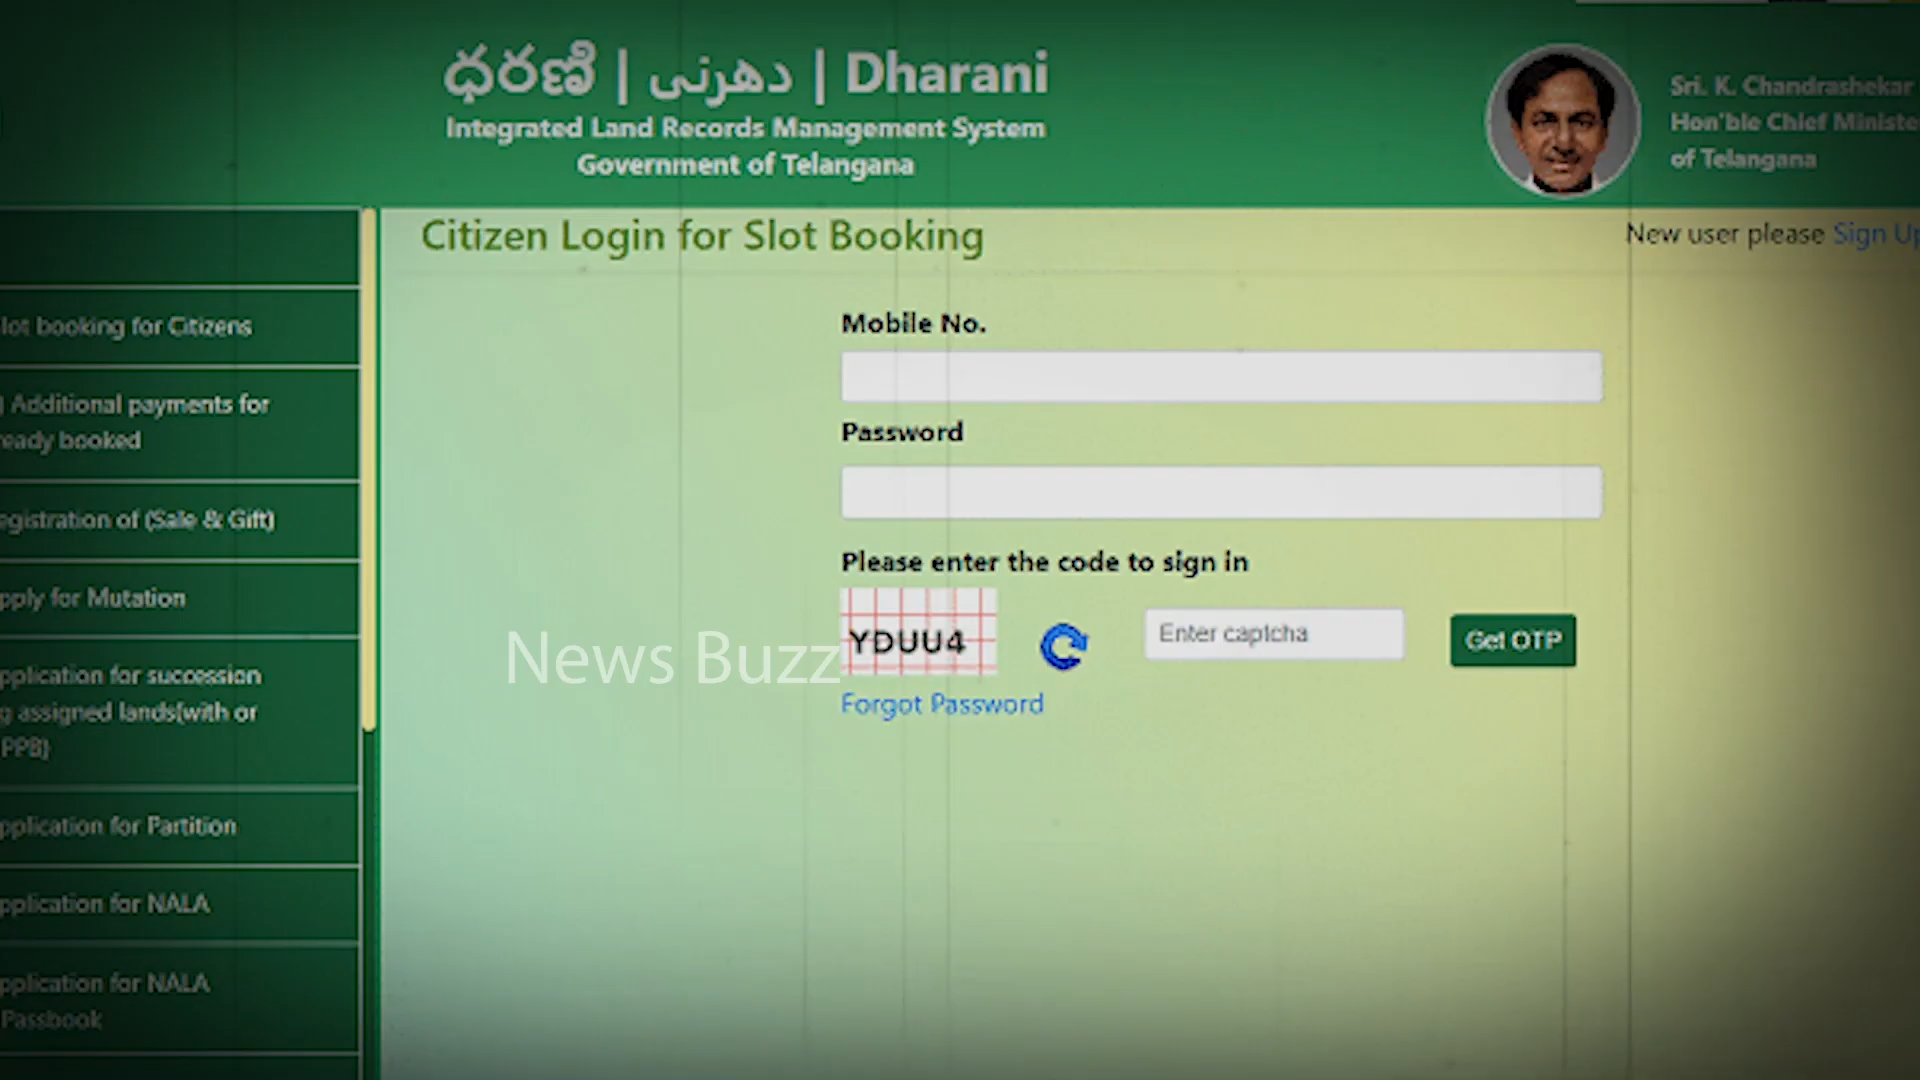 ధరణి | دھرنی | Dharani
Integrated Land Records Management System
Government of Telangana
Sri. K. Chandrashekar
Hon'ble Chief Ministe
of Telangana
Citizen Login for Slot Booking
New user please Sign Up
lot booking for Citizens
) Additional payments for
ready booked
egistration of (Sale & Gift)
pply for Mutation
pplication for succession
g assigned lands(with or
PPB)
pplication for Partition
pplication for NALA
pplication for NALA
Passbook
Mobile No.
Password
Please enter the code to sign in
YDUU4
Enter captcha
Get OTP
Forgot Password
News Buzz